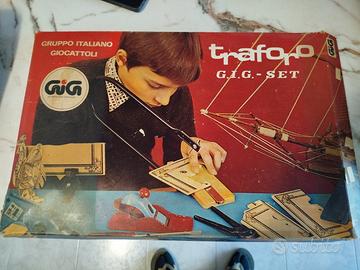 GRUPPO ITALIANO
GIOCATTOLI
GIG
traforo
G.I.G.-SET
GiG
subito